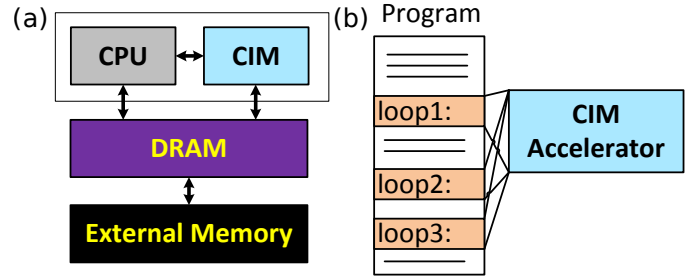 (a)
CPU
CIM
DRAM
External Memory
(b)
Program
loop1:
loop2:
loop3:
CIM
Accelerator